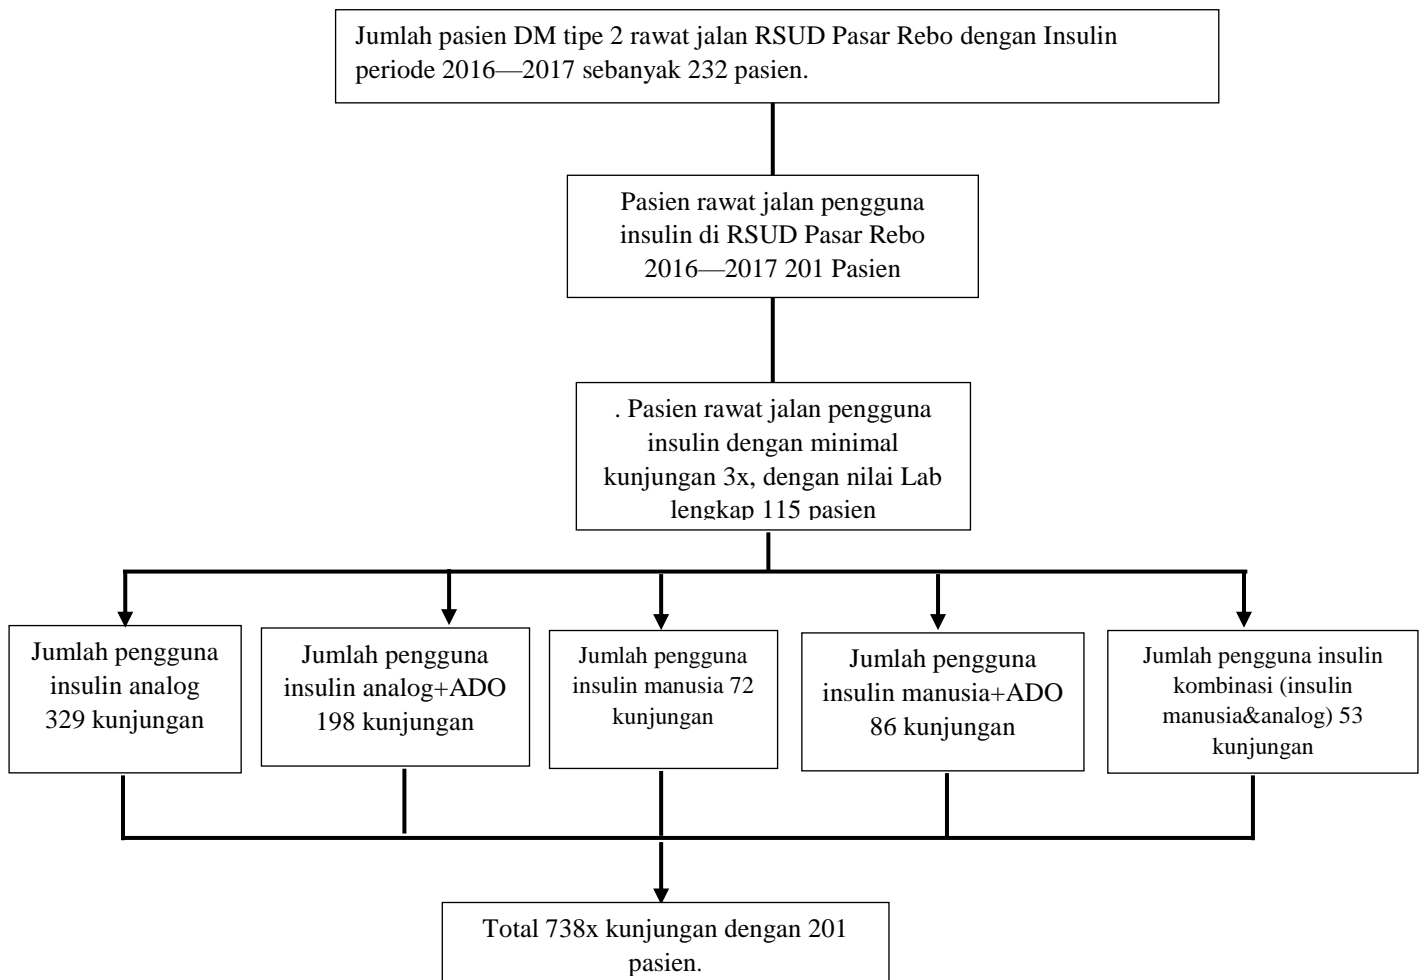 Jumlah pasien DM tipe 2 rawat jalan RSUD Pasar Rebo dengan Insulin
periode 2016—2017 sebanyak 232 pasien.
Pasien rawat jalan pengguna
insulin di RSUD Pasar Rebo
2016—2017 201 Pasien
. Pasien rawat jalan pengguna
insulin dengan minimal
kunjungan 3x, dengan nilai Lab
lengkap 115 pasien
Jumlah pengguna
insulin analog
329 kunjungan
Jumlah pengguna
insulin analog+ADO
198 kunjungan
Jumlah pengguna
insulin manusia 72
kunjungan
Jumlah pengguna
insulin manusia+ADO
86 kunjungan
Jumlah pengguna insulin
kombinasi (insulin
manusia&analog) 53
kunjungan
Total 738x kunjungan dengan 201
pasien.